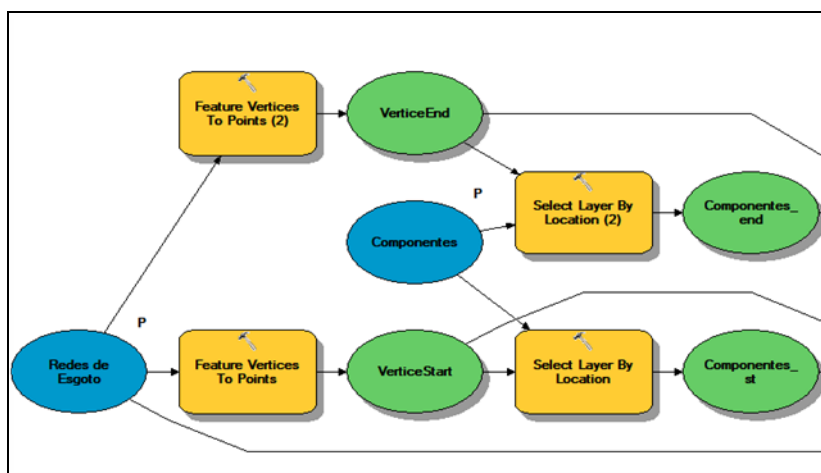 Feature Vertices
To Points (2)
VerticeEnd
P
Select Layer By
Location (2)
Componentes_
end
Componentes
P
Redes de
Esgoto
Feature Vertices
To Points
VerticeStart
Select Layer By
Location
Componentes_
st